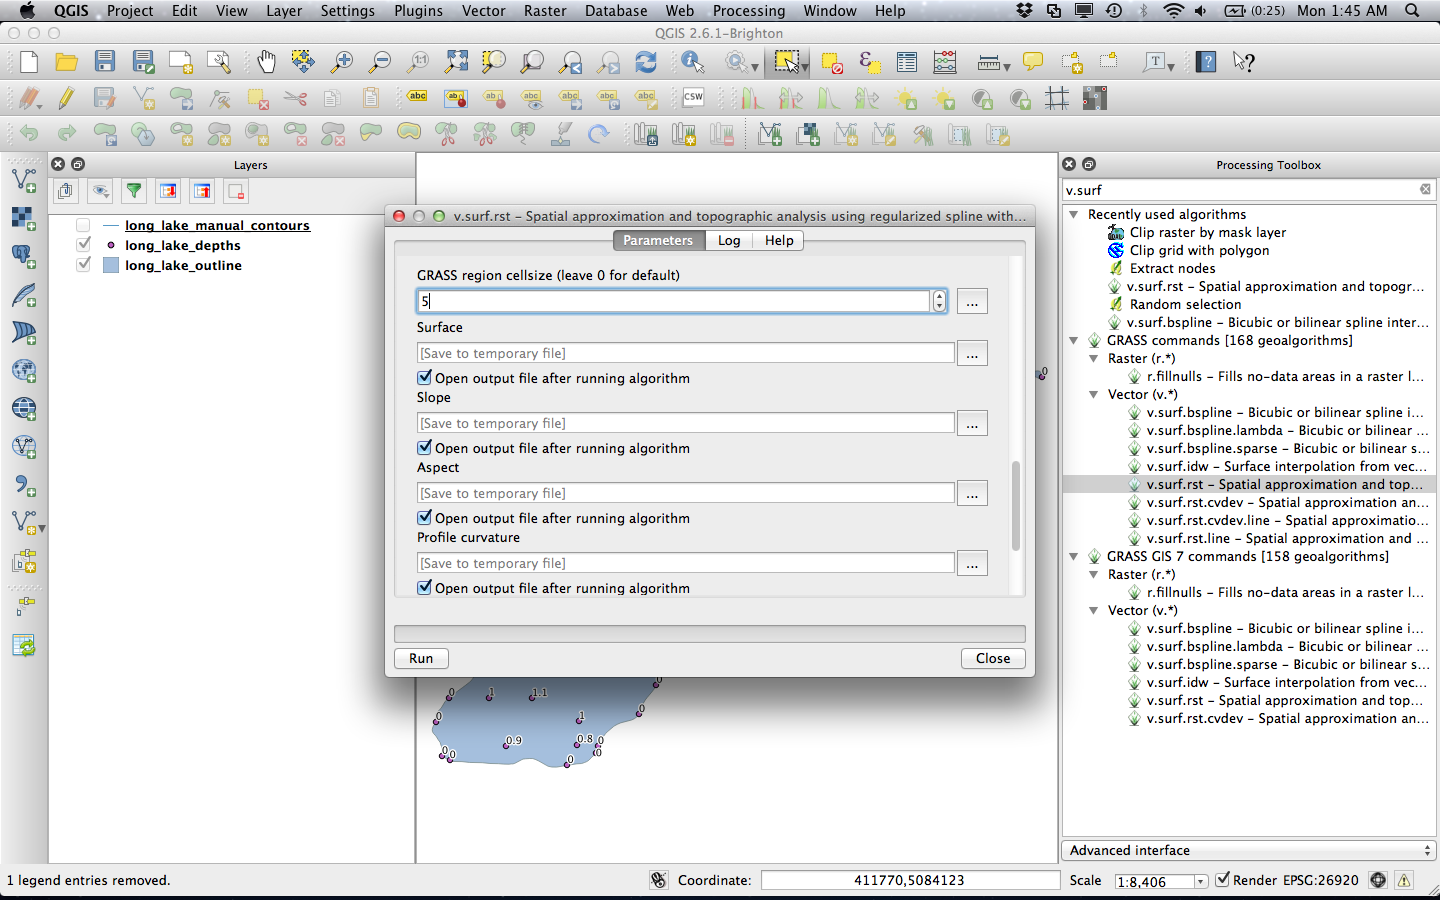 QGIS Project Edit View Layer Settings Plugins Vector Raster Database Web Processing Window Help (0:25) Mon 1:45 AM
QGIS 2.6.1-Brighton
Layers
long_lake_manual_contours
long_lake_depths
long_lake_outline
v.surf.rst – Spatial approximation and topographic analysis using regularized spline with...
Parameters Log Help
GRASS region cellsize (leave 0 for default)
5
...
Surface
[Save to temporary file]
...
Open output file after running algorithm
Slope
[Save to temporary file]
...
Open output file after running algorithm
Aspect
[Save to temporary file]
...
Open output file after running algorithm
Profile curvature
[Save to temporary file]
...
Open output file after running algorithm
Run Close
0
0 1 1.1
0 1 0
0.9 0.8 0
0 0 0 0
Processing Toolbox
v.surf
Recently used algorithms
Clip raster by mask layer
Clip grid with polygon
Extract nodes
v.surf.rst – Spatial approximation and topogr...
Random selection
v.surf.bspline – Bicubic or bilinear spline inter...
GRASS commands [168 geoalgorithms]
Raster (r.*)
r.fillnulls – Fills no-data areas in a raster l...
Vector (v.*)
v.surf.bspline – Bicubic or bilinear spline i...
v.surf.bspline.lambda – Bicubic or bilinear ...
v.surf.bspline.sparse – Bicubic or bilinear s...
v.surf.idw – Surface interpolation from vec...
v.surf.rst – Spatial approximation and top...
v.surf.rst.cvdev – Spatial approximation an...
v.surf.rst.cvdev.line – Spatial approximatio...
v.surf.rst.line – Spatial approximation and ...
GRASS GIS 7 commands [158 geoalgorithms]
Raster (r.*)
r.fillnulls – Fills no-data areas in a raster l...
Vector (v.*)
v.surf.bspline – Bicubic or bilinear spline i...
v.surf.bspline.lambda – Bicubic or bilinear ...
v.surf.bspline.sparse – Bicubic or bilinear s...
v.surf.idw – Surface interpolation from vec...
v.surf.rst – Spatial approximation and top...
v.surf.rst.cvdev – Spatial approximation an...
Advanced interface
1 legend entries removed.
Coordinate: 411770,5084123 Scale 1:8,406 Render EPSG:26920